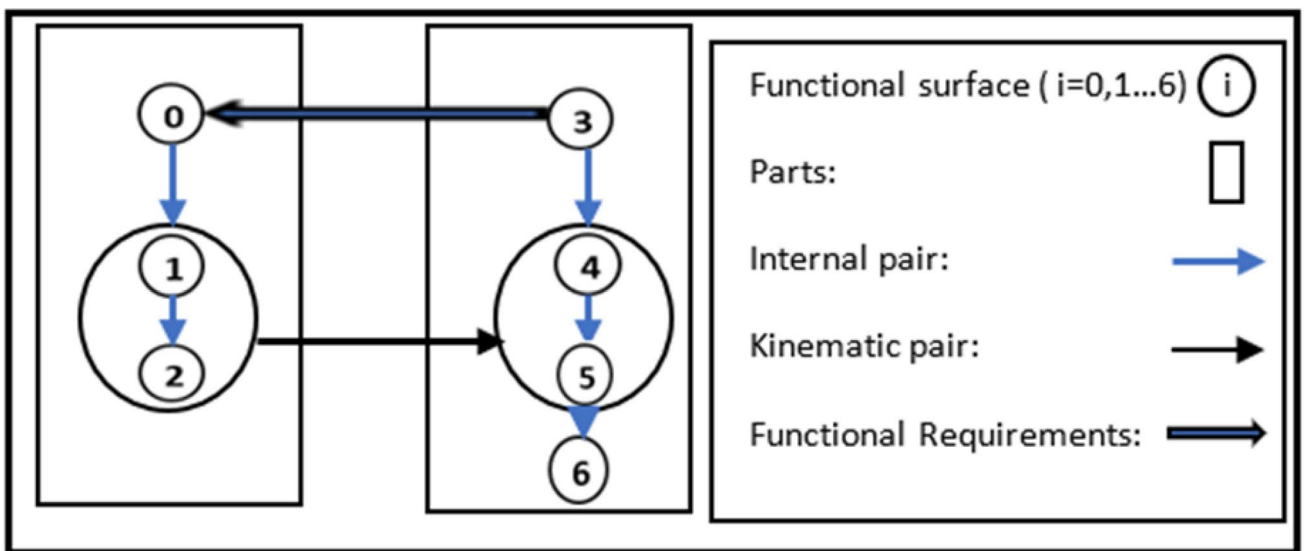 0
3
1
4
2
5
6
Functional surface ( i=0,1...6) i
Parts:
Internal pair:
Kinematic pair:
Functional Requirements: